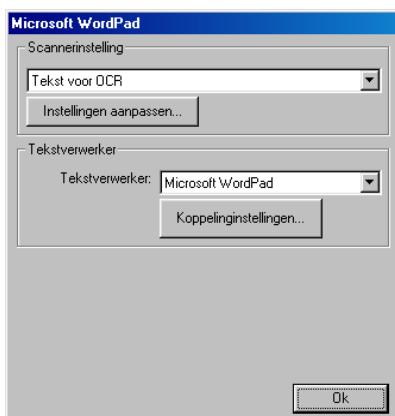 Microsoft WordPad
Scannerinstelling
Tekst voor OCR
Instellingen aanpassen...
Tekstverwerker
Tekstverwerker: Microsoft WordPad
Koppelinginstellingen...
Ok